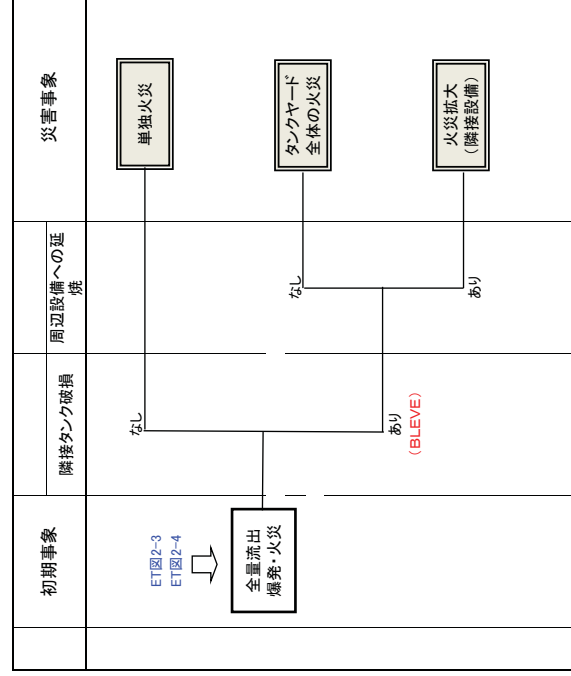 初期事象
隣接タンク破損
周辺設備への延
焼
災害事象
ET図2-3
ET図2-4
全量流出
爆発・火災
なし
単独火災
あり
(BLEVE)
なし
タンクヤード
全体の火災
あり
火災拡大
(隣接設備)